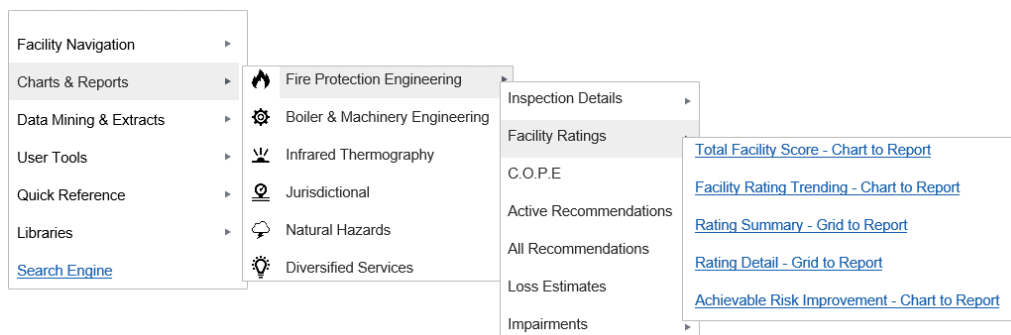 Facility Navigation
Charts & Reports
Data Mining & Extracts
User Tools
Quick Reference
Libraries
Search Engine
Fire Protection Engineering
Boiler & Machinery Engineering
Infrared Thermography
Jurisdictional
Natural Hazards
Diversified Services
Inspection Details
Facility Ratings
C.O.P.E
Active Recommendations
All Recommendations
Loss Estimates
Impairments
Total Facility Score - Chart to Report
Facility Rating Trending - Chart to Report
Rating Summary - Grid to Report
Rating Detail - Grid to Report
Achievable Risk Improvement - Chart to Report